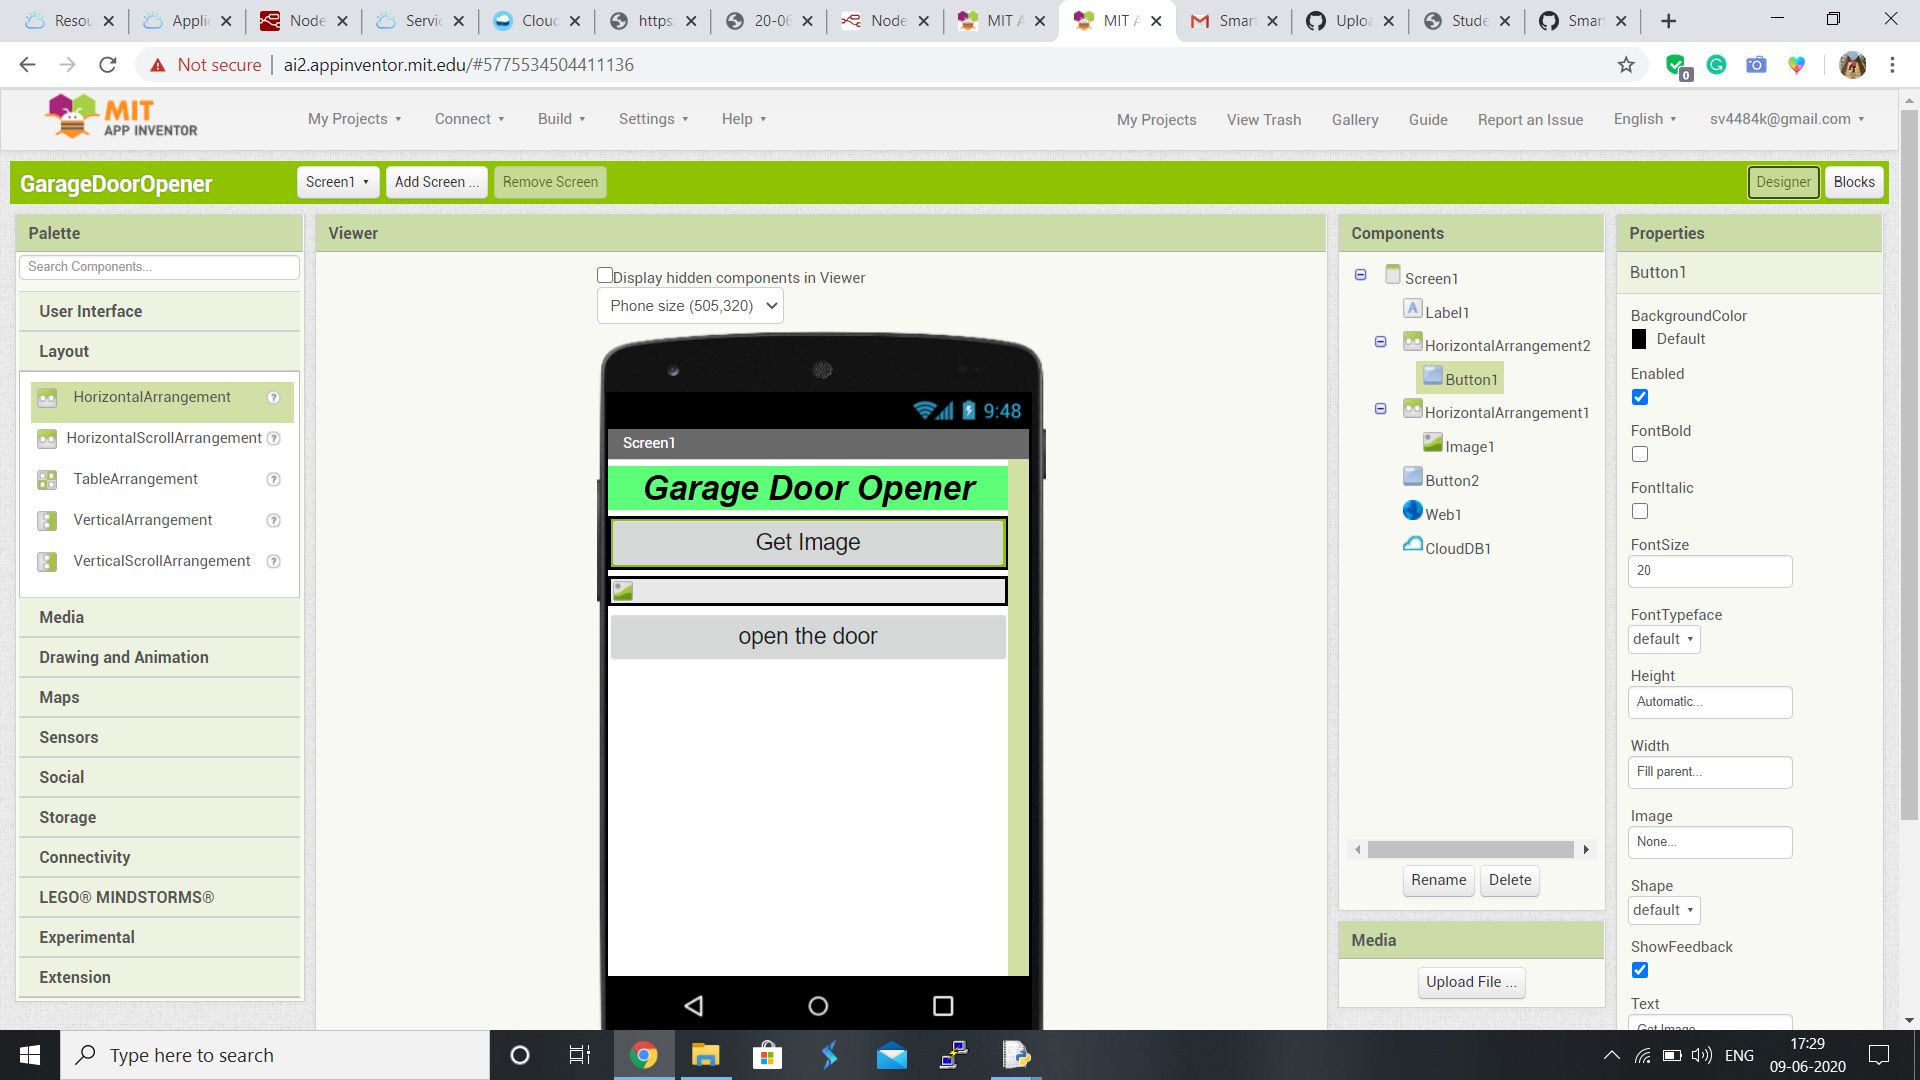 Resou
Applic
Node
Servic
Clouc
https:
20-06
Node
MIT A
MIT A
Smar
Uploa
Stude
Smar
Not secure
ai2.appinventor.mit.edu/#5775534504411136
0
MIT
APP INVENTOR
My Projects
Connect
Build
Settings
Help
My Projects
View Trash
Gallery
Guide
Report an Issue
English
sv4484k@gmail.com
GarageDoorOpener
Screen1
Add Screen ...
Remove Screen
Designer
Blocks
Palette
Search Components...
User Interface
Layout
HorizontalArrangement
HorizontalScrollArrangement
TableArrangement
VerticalArrangement
VerticalScrollArrangement
Media
Drawing and Animation
Maps
Sensors
Social
Storage
Connectivity
LEGO® MINDSTORMS®
Experimental
Extension
Viewer
Display hidden components in Viewer
Phone size (505,320)
9:48
Screen1
Garage Door Opener
Get Image
open the door
Components
Screen1
Label1
HorizontalArrangement2
Button1
HorizontalArrangement1
Image1
Button2
Web1
CloudDB1
Rename
Delete
Media
Upload File ...
Properties
Button1
BackgroundColor
Default
Enabled
FontBold
FontItalic
FontSize
20
FontTypeface
default
Height
Automatic...
Width
Fill parent...
Image
None...
Shape
default
ShowFeedback
Text
Get Image
Type here to search
ENG
17:29
09-06-2020